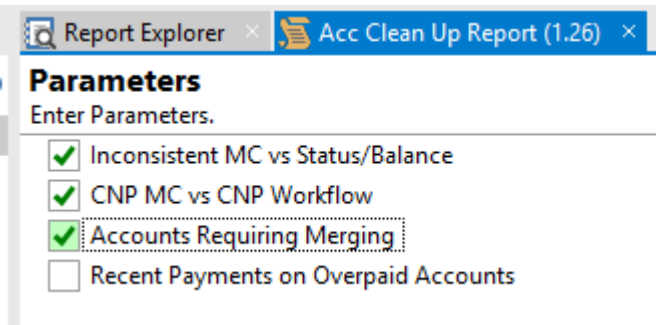 Report Explorer × Acc Clean Up Report (1.26) ×
Parameters
Enter Parameters.
Inconsistent MC vs Status/Balance
CNP MC vs CNP Workflow
Accounts Requiring Merging
Recent Payments on Overpaid Accounts